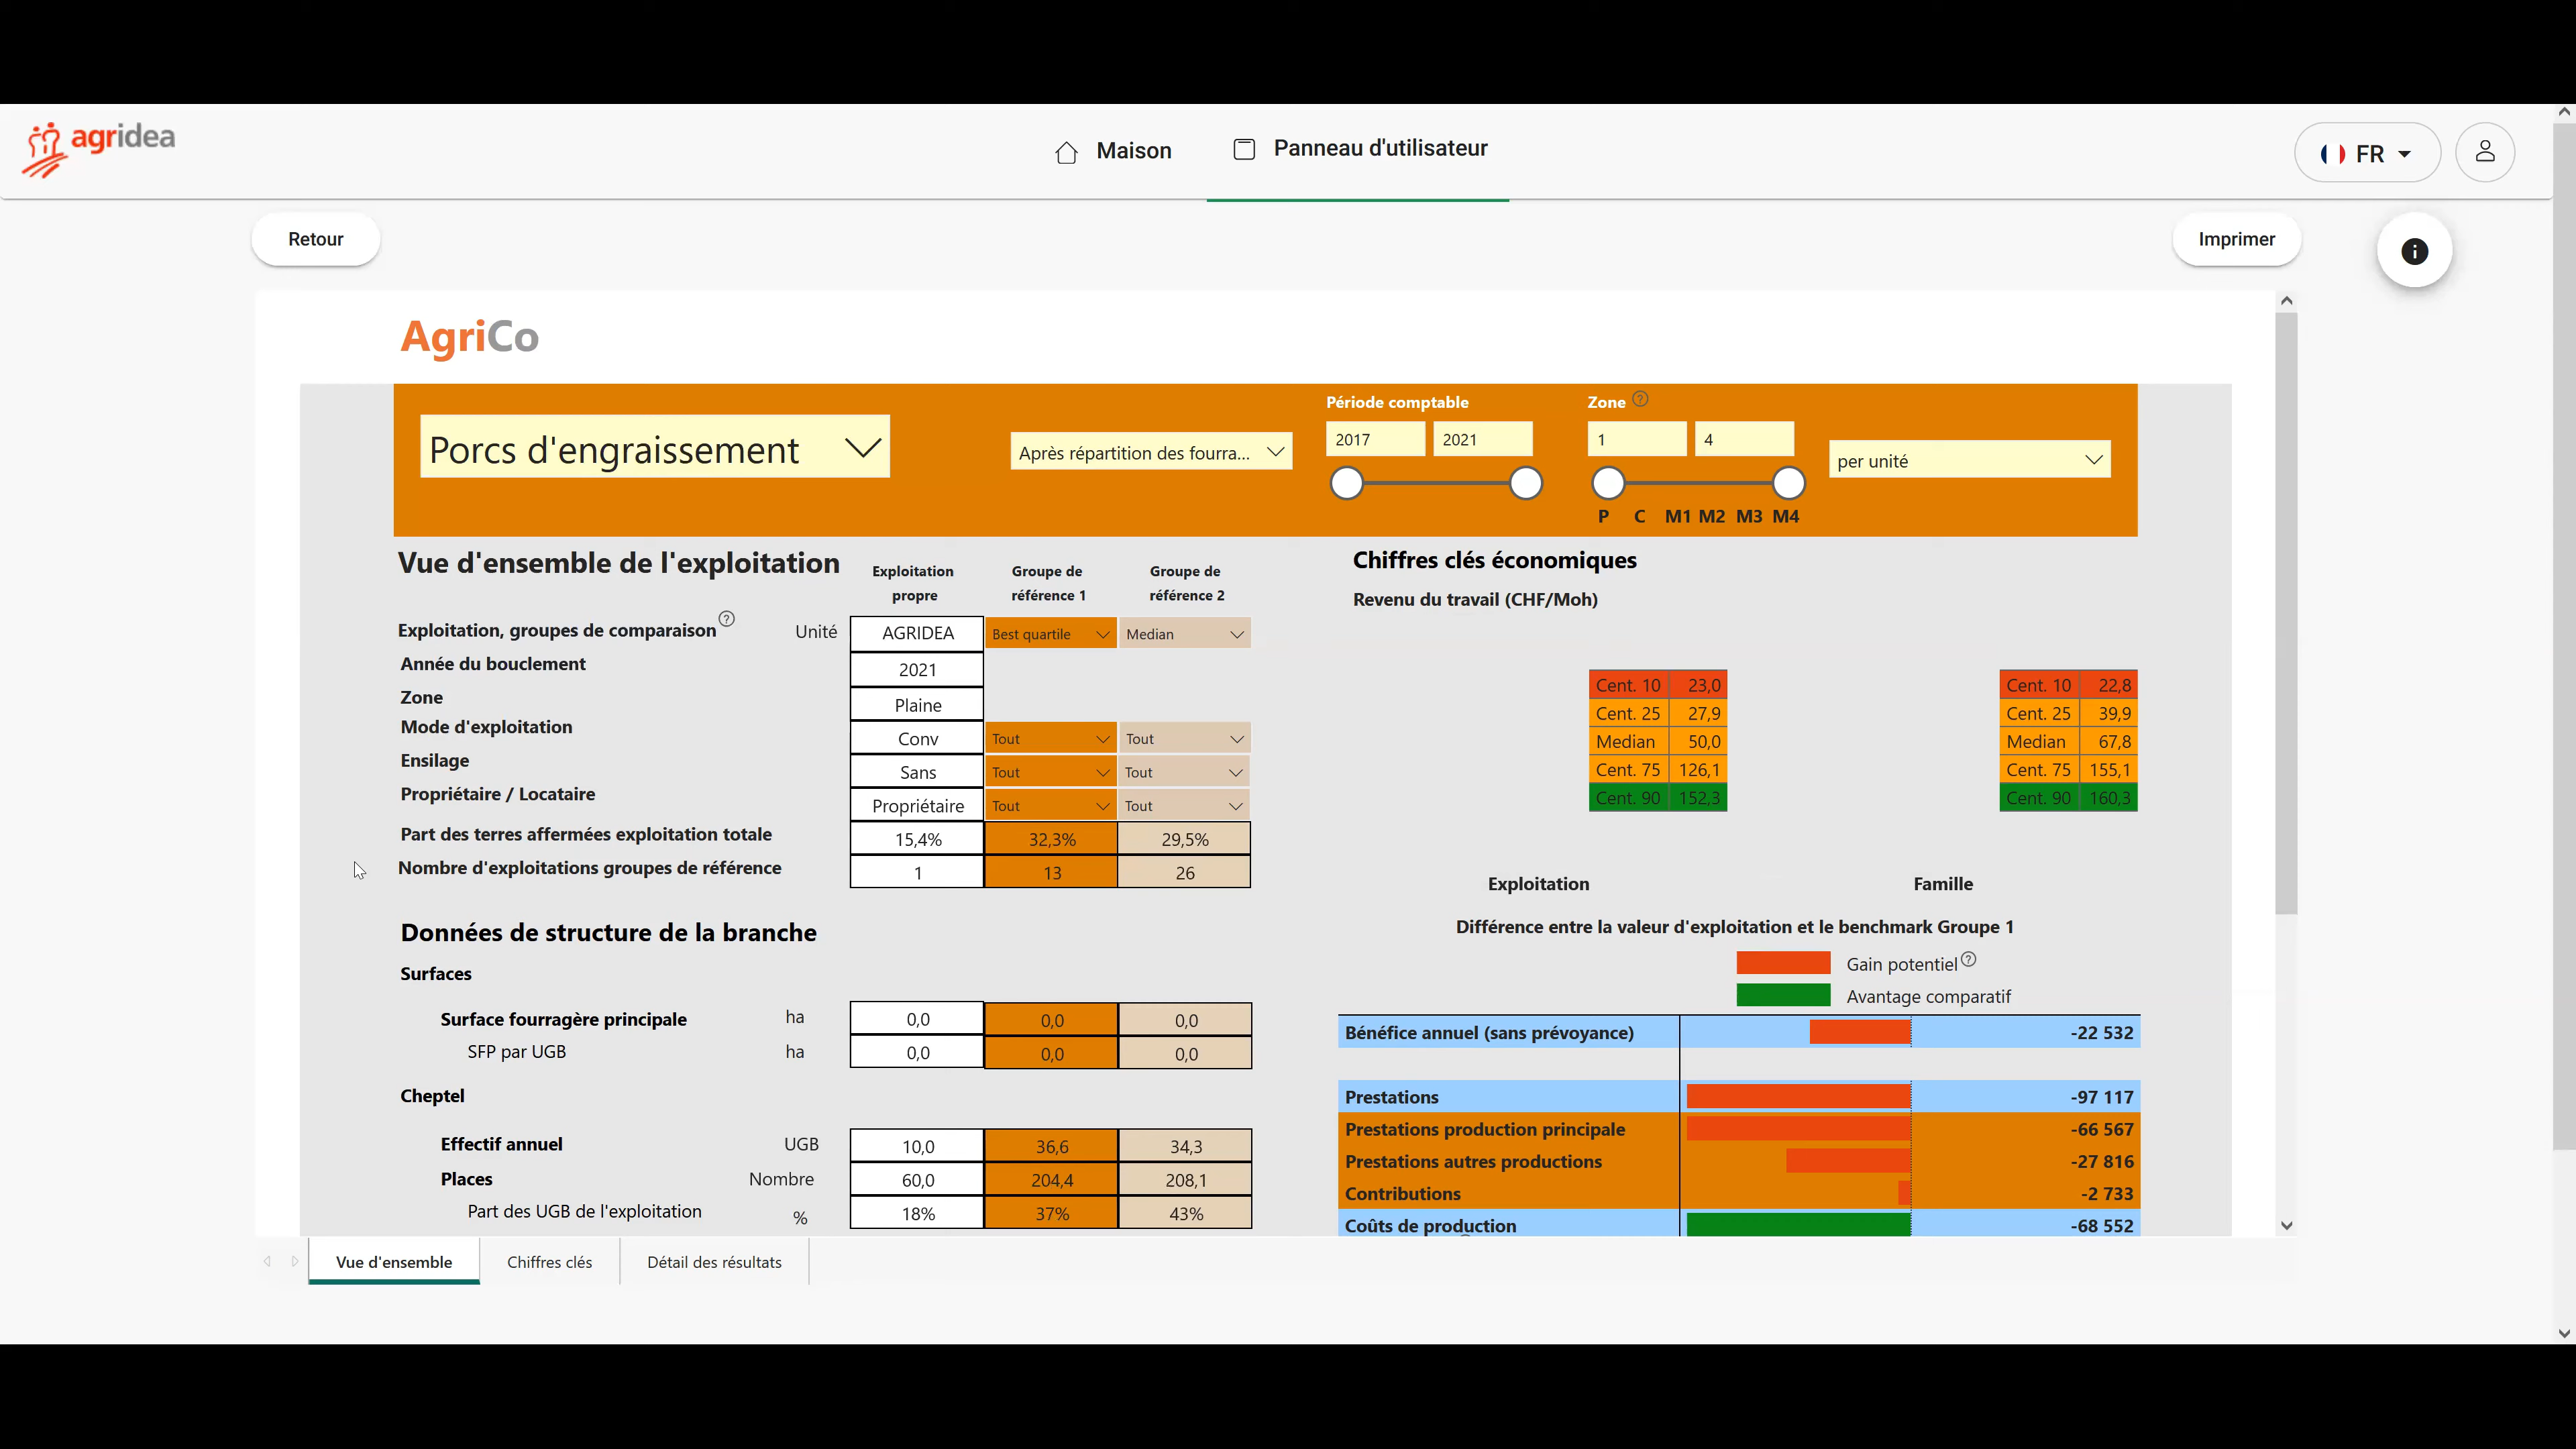 agridea
Maison
Panneau d'utilisateur
FR
Retour
Imprimer
AgriCo
Porcs d'engraissement
Après répartition des fourra...
Période comptable
2017 2021
Zone
1 4
P C M1 M2 M3 M4
per unité
Vue d'ensemble de l'exploitation
Exploitation propre
Groupe de référence 1
Groupe de référence 2
Exploitation, groupes de comparaison Unité AGRIDEA Best quartile Median
Année du bouclement 2021
Zone Plaine
Mode d'exploitation Conv Tout Tout
Ensilage Sans Tout Tout
Propriétaire / Locataire Propriétaire Tout Tout
Part des terres affermées exploitation totale 15,4% 32,3% 29,5%
Nombre d'exploitations groupes de référence 1 13 26
Données de structure de la branche
Surfaces
Surface fourragère principale ha 0,0 0,0 0,0
SFP par UGB ha 0,0 0,0 0,0
Cheptel
Effectif annuel UGB 10,0 36,6 34,3
Places Nombre 60,0 204,4 208,1
Part des UGB de l'exploitation % 18% 37% 43%
Chiffres clés économiques
Revenu du travail (CHF/Moh)
Cent. 10 23,0
Cent. 25 27,9
Median 50,0
Cent. 75 126,1
Cent. 90 152,3
Cent. 10 22,8
Cent. 25 39,9
Median 67,8
Cent. 75 155,1
Cent. 90 160,3
Exploitation Famille
Différence entre la valeur d'exploitation et le benchmark Groupe 1
Gain potentiel
Avantage comparatif
Bénéfice annuel (sans prévoyance) -22 532
Prestations -97 117
Prestations production principale -66 567
Prestations autres productions -27 816
Contributions -2 733
Coûts de production -68 552
Vue d'ensemble Chiffres clés Détail des résultats